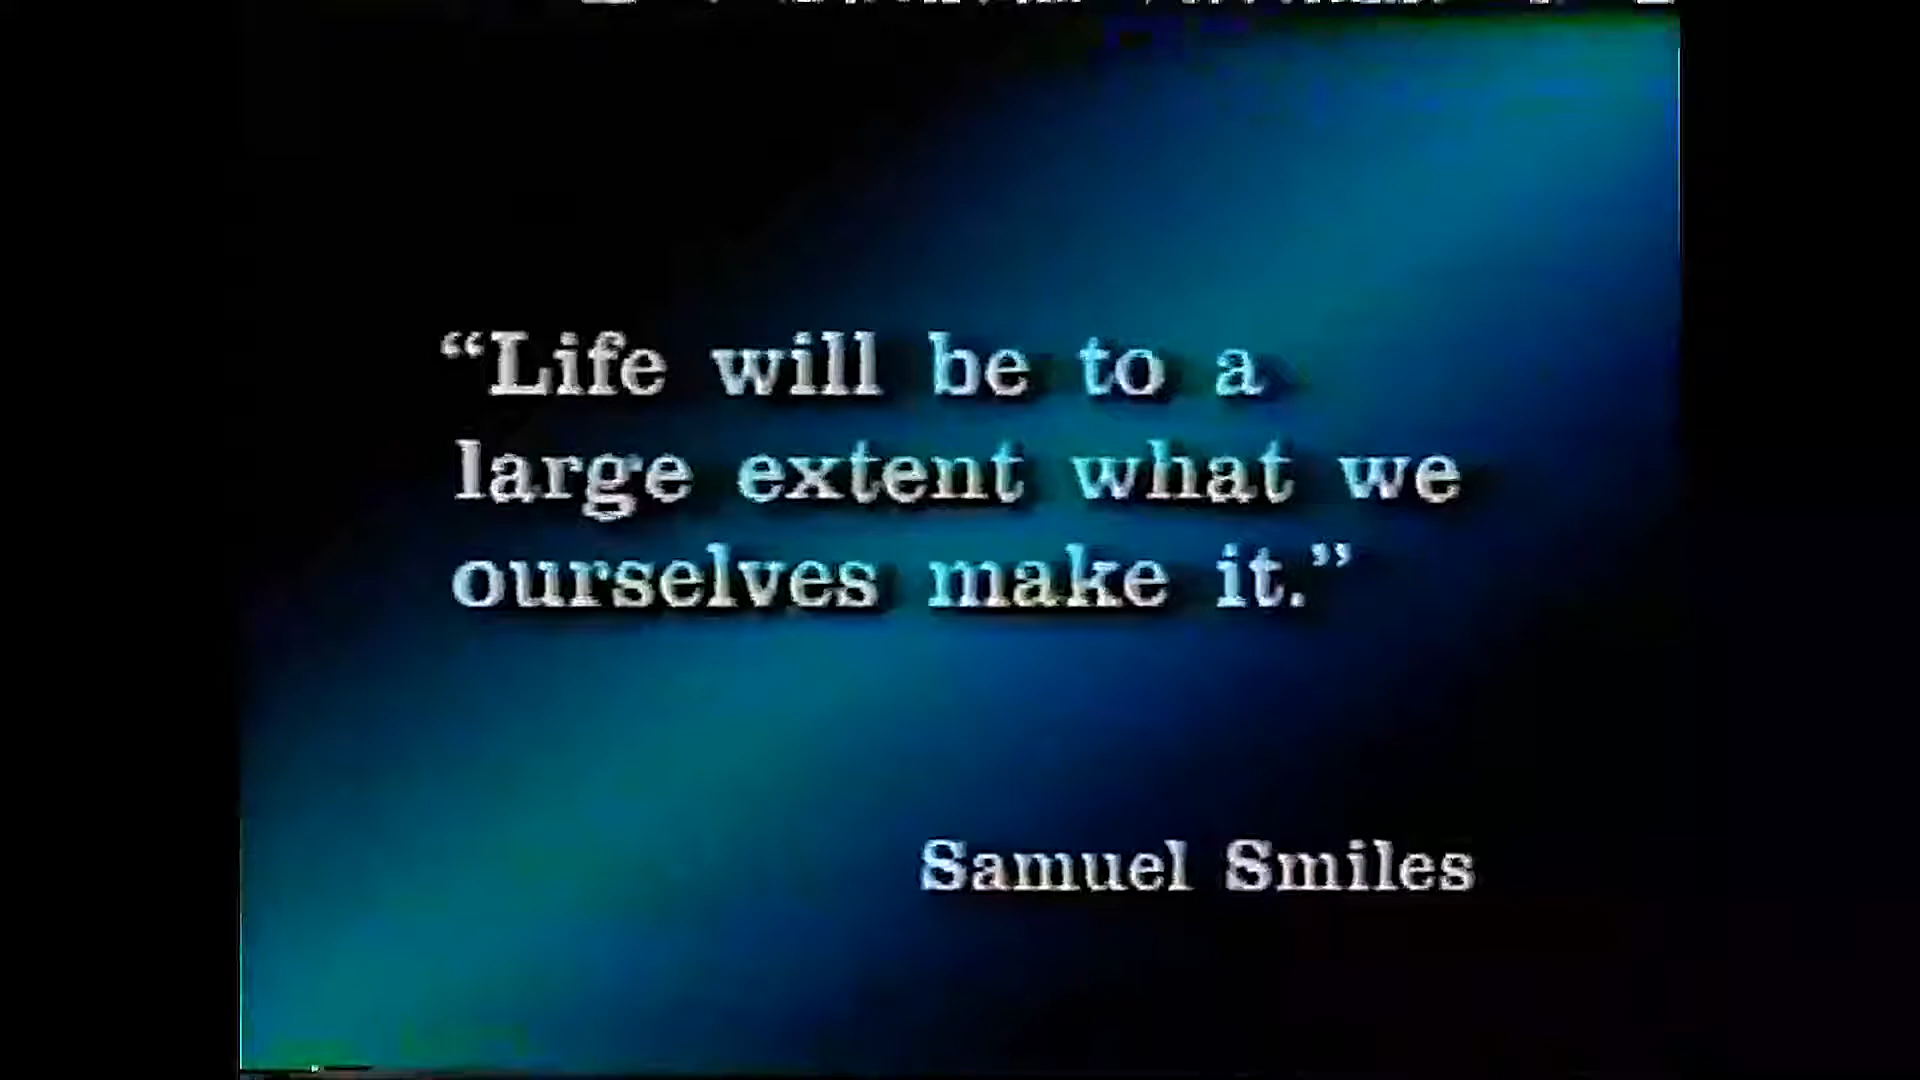 “Life will be to a
large extent what we
ourselves make it.”
Samuel Smiles